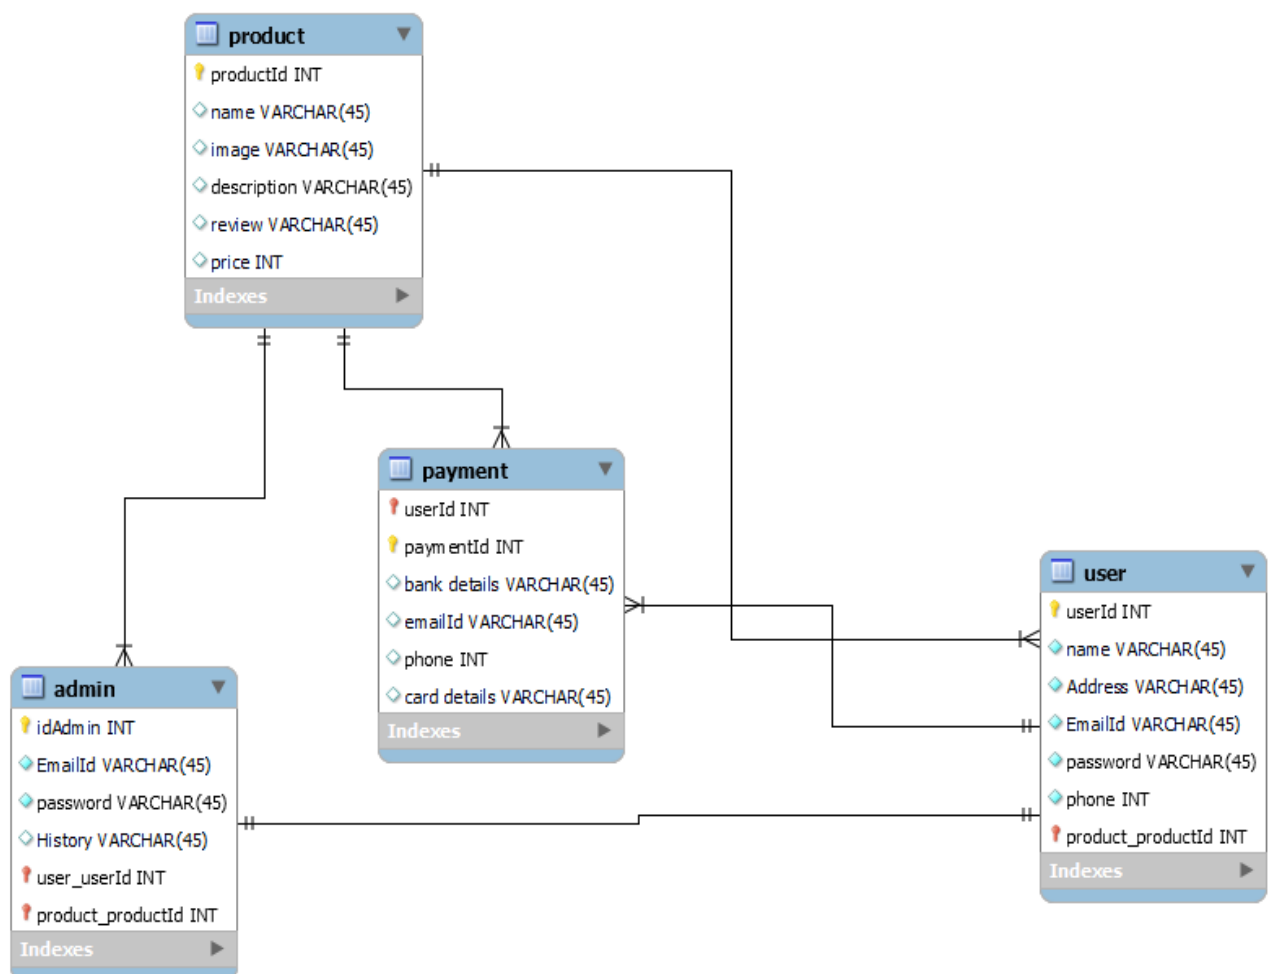 product
productId INT
name VARCHAR(45)
image VARCHAR(45)
description VARCHAR(45)
review VARCHAR(45)
price INT
Indexes
payment
userId INT
paymentId INT
bank details VARCHAR(45)
emailId VARCHAR(45)
phone INT
card details VARCHAR(45)
Indexes
user
userId INT
name VARCHAR(45)
Address VARCHAR(45)
EmailId VARCHAR(45)
password VARCHAR(45)
phone INT
product_productId INT
Indexes
admin
idAdmin INT
EmailId VARCHAR(45)
password VARCHAR(45)
History VARCHAR(45)
user_userId INT
product_productId INT
Indexes